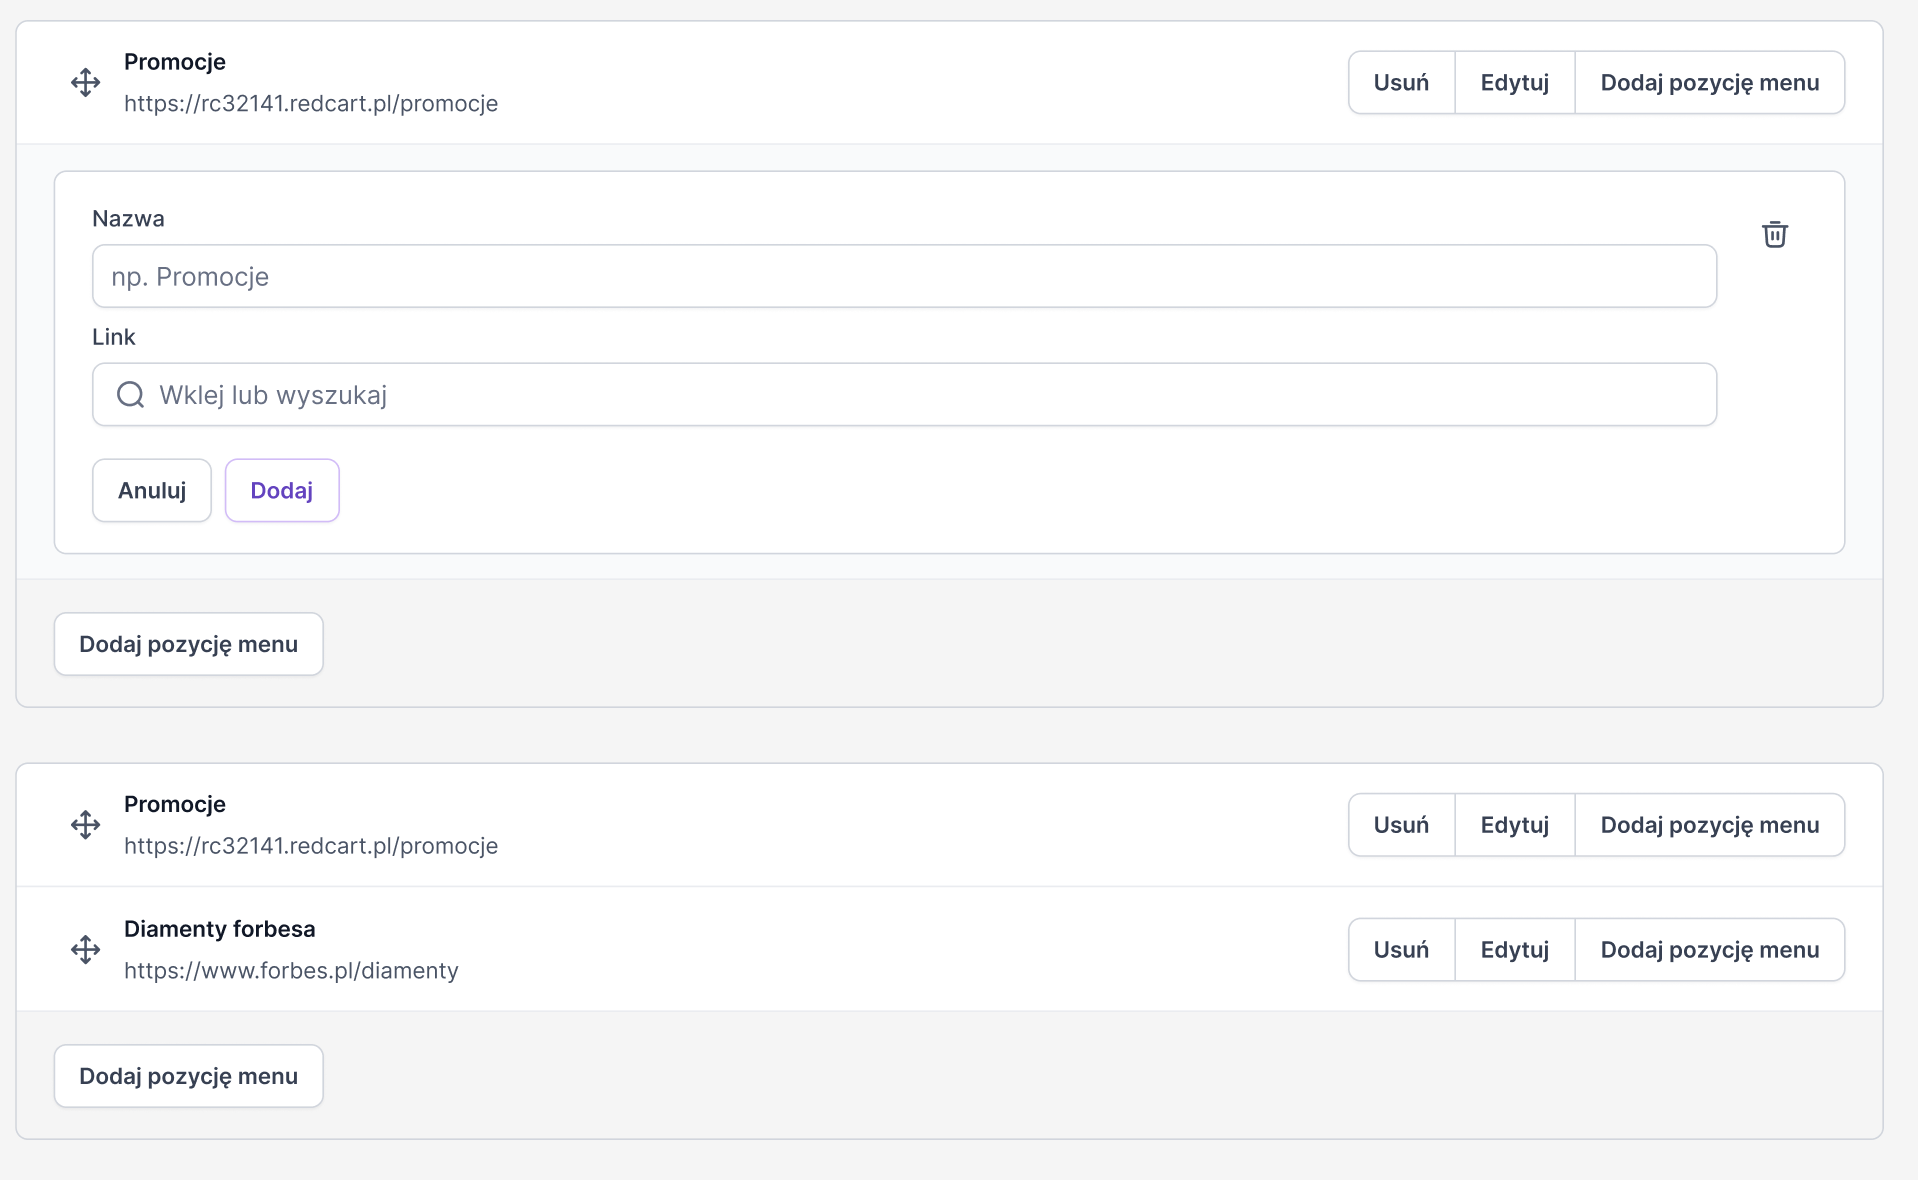 Promocje
https://rc32141.redcart.pl/promocje
Usuń
Edytuj
Dodaj pozycję menu
Nazwa
np. Promocje
Link
Wklej lub wyszukaj
Anuluj
Dodaj
Dodaj pozycję menu
Promocje
https://rc32141.redcart.pl/promocje
Usuń
Edytuj
Dodaj pozycję menu
Diamenty forbesa
https://www.forbes.pl/diamenty
Usuń
Edytuj
Dodaj pozycję menu
Dodaj pozycję menu